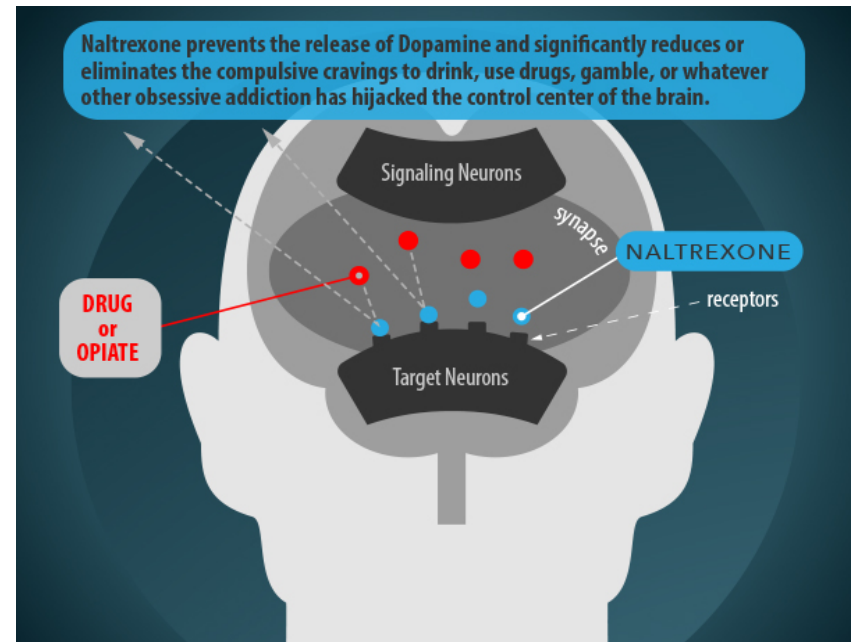 Naltrexone prevents the release of Dopamine and significantly reduces or
eliminates the compulsive cravings to drink, use drugs, gamble, or whatever
other obsessive addiction has hijacked the control center of the brain.
Signaling Neurons
synapse
NALTREXONE
DRUG
or
OPIATE
receptors
Target Neurons